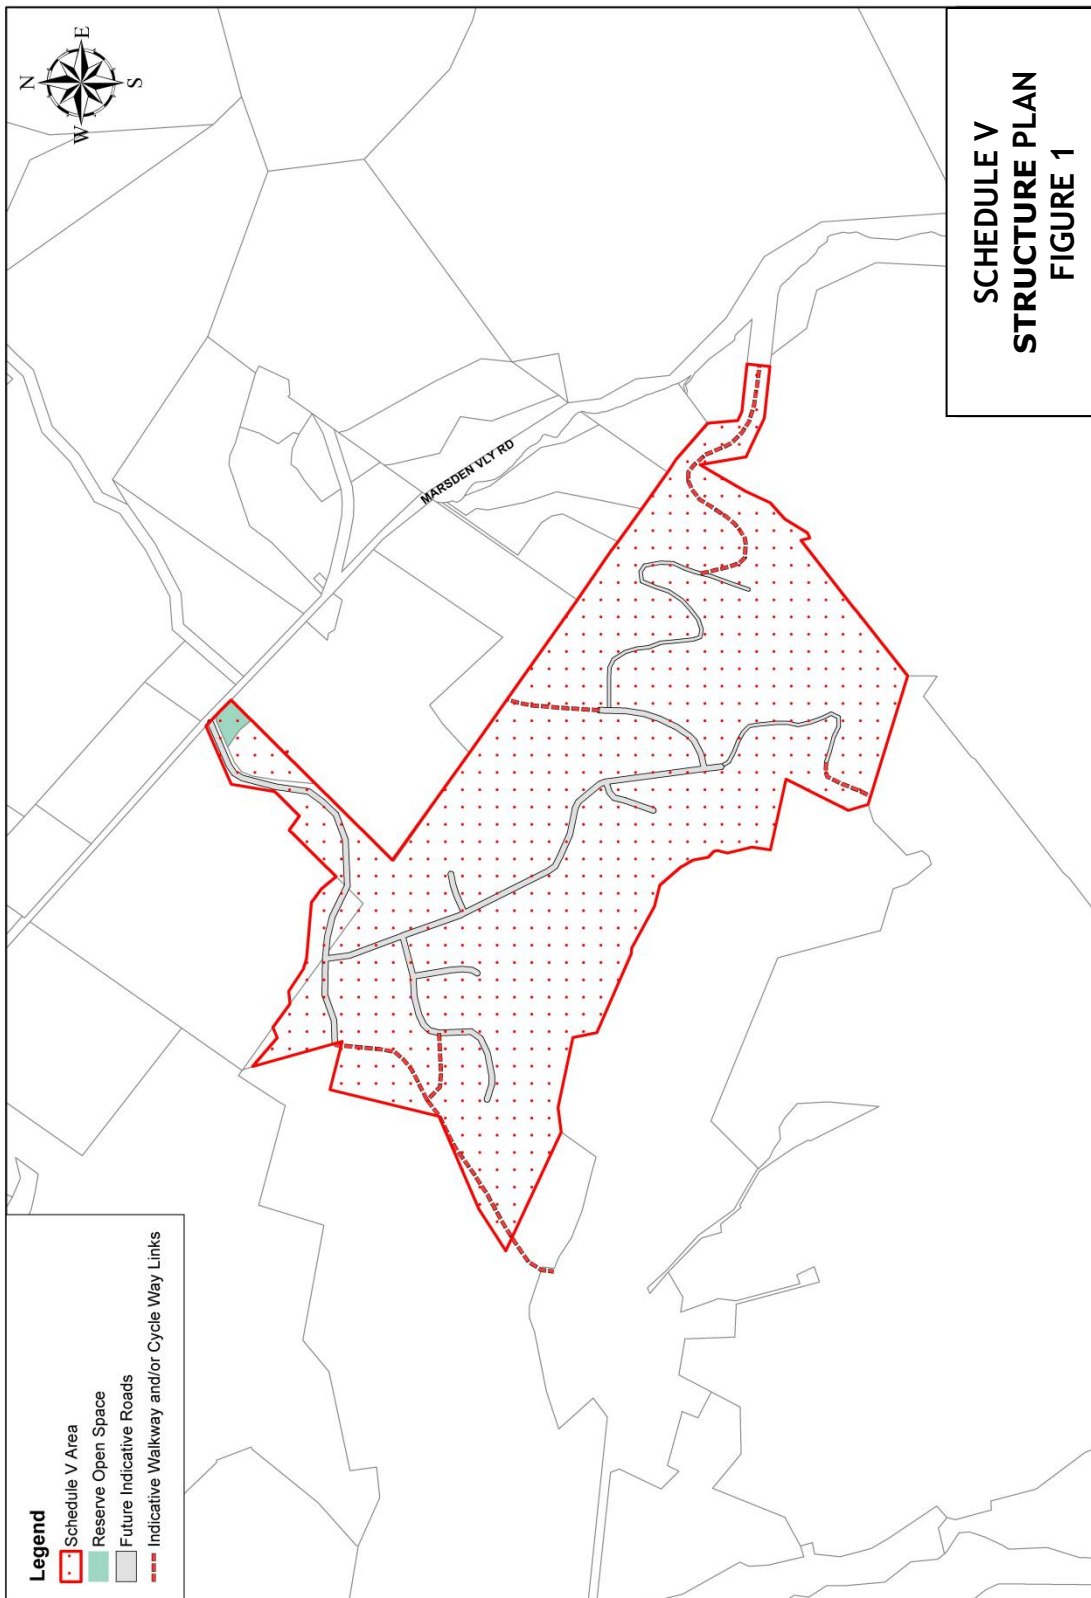 N
E
S
W
SCHEDULE V
STRUCTURE PLAN
FIGURE 1
MARSDEN VLY RD
Legend
Schedule V Area
Reserve Open Space
Future Indicative Roads
Indicative Walkway and/or Cycle Way Links